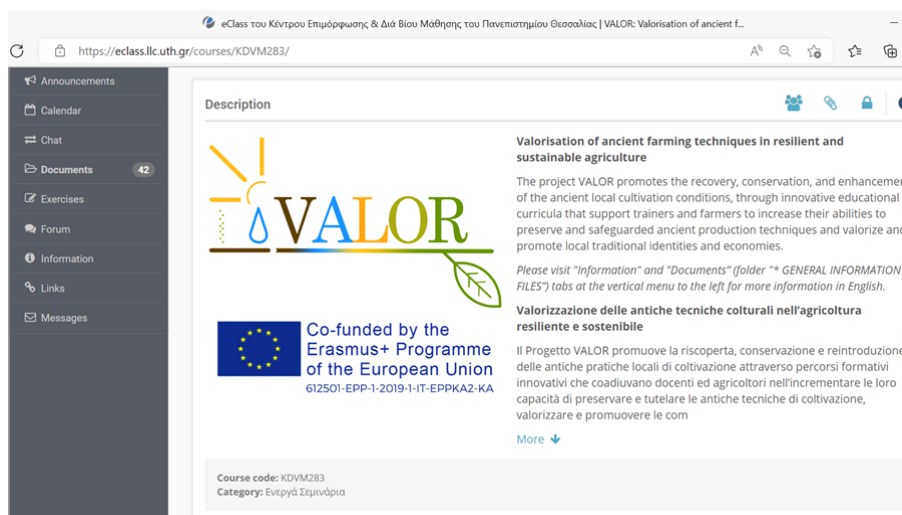 eClass του Κέντρου Επιμόρφωσης & Διά Βίου Μάθησης του Πανεπιστημίου Θεσσαλίας | VALOR: Valorisation of ancient f...
https://eclass.llc.uth.gr/courses/KDVM283/
Announcements
Calendar
Chat
Documents 42
Exercises
Forum
Information
Links
Messages
Description
VALOR
Co-funded by the
Erasmus+ Programme
of the European Union
612501-EPP-1-2019-1-IT-EPPKA2-KA
Valorisation of ancient farming techniques in resilient and
sustainable agriculture
The project VALOR promotes the recovery, conservation, and enhancemen
of the ancient local cultivation conditions, through innovative educational
curricula that support trainers and farmers to increase their abilities to
preserve and safeguarded ancient production techniques and valorize and
promote local traditional identities and economies.
Please visit "Information" and "Documents" (folder "* GENERAL INFORMATION
FILES") tabs at the vertical menu to the left for more information in English.
Valorizzazione delle antiche tecniche colturali nell'agricoltura
resiliente e sostenibile
Il Progetto VALOR promuove la riscoperta, conservazione e reintroduzione
delle antiche pratiche locali di coltivazione attraverso percorsi formativi
innovativi che coadiuvano docenti ed agricoltori nell'incrementare le loro
capacità di preservare e tutelare le antiche tecniche di coltivazione,
valorizzare e promuovere le com
More
Course code: KDVM283
Category: Ενεργά Σεμινάρια